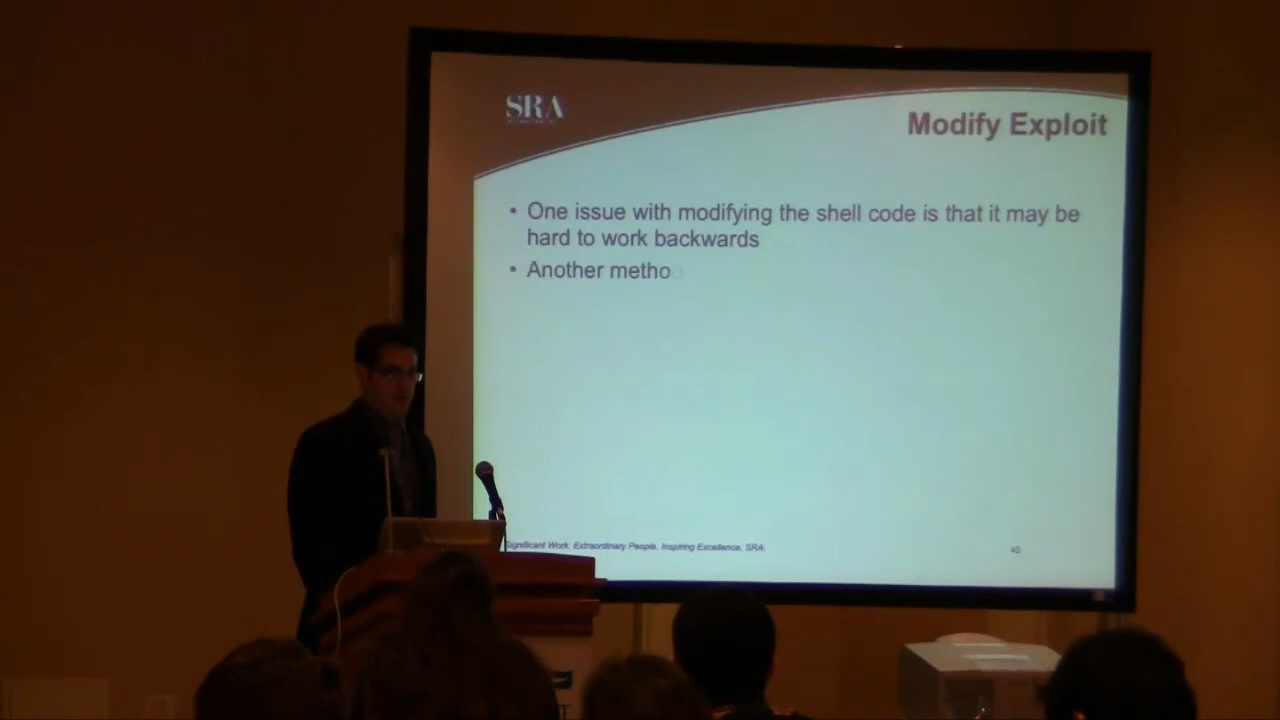 SRA
Modify Exploit
• One issue with modifying the shell code is that it may be
hard to work backwards
• Another metho
Significant Work. Extraordinary People. Inspiring Excellence. SRA.
40